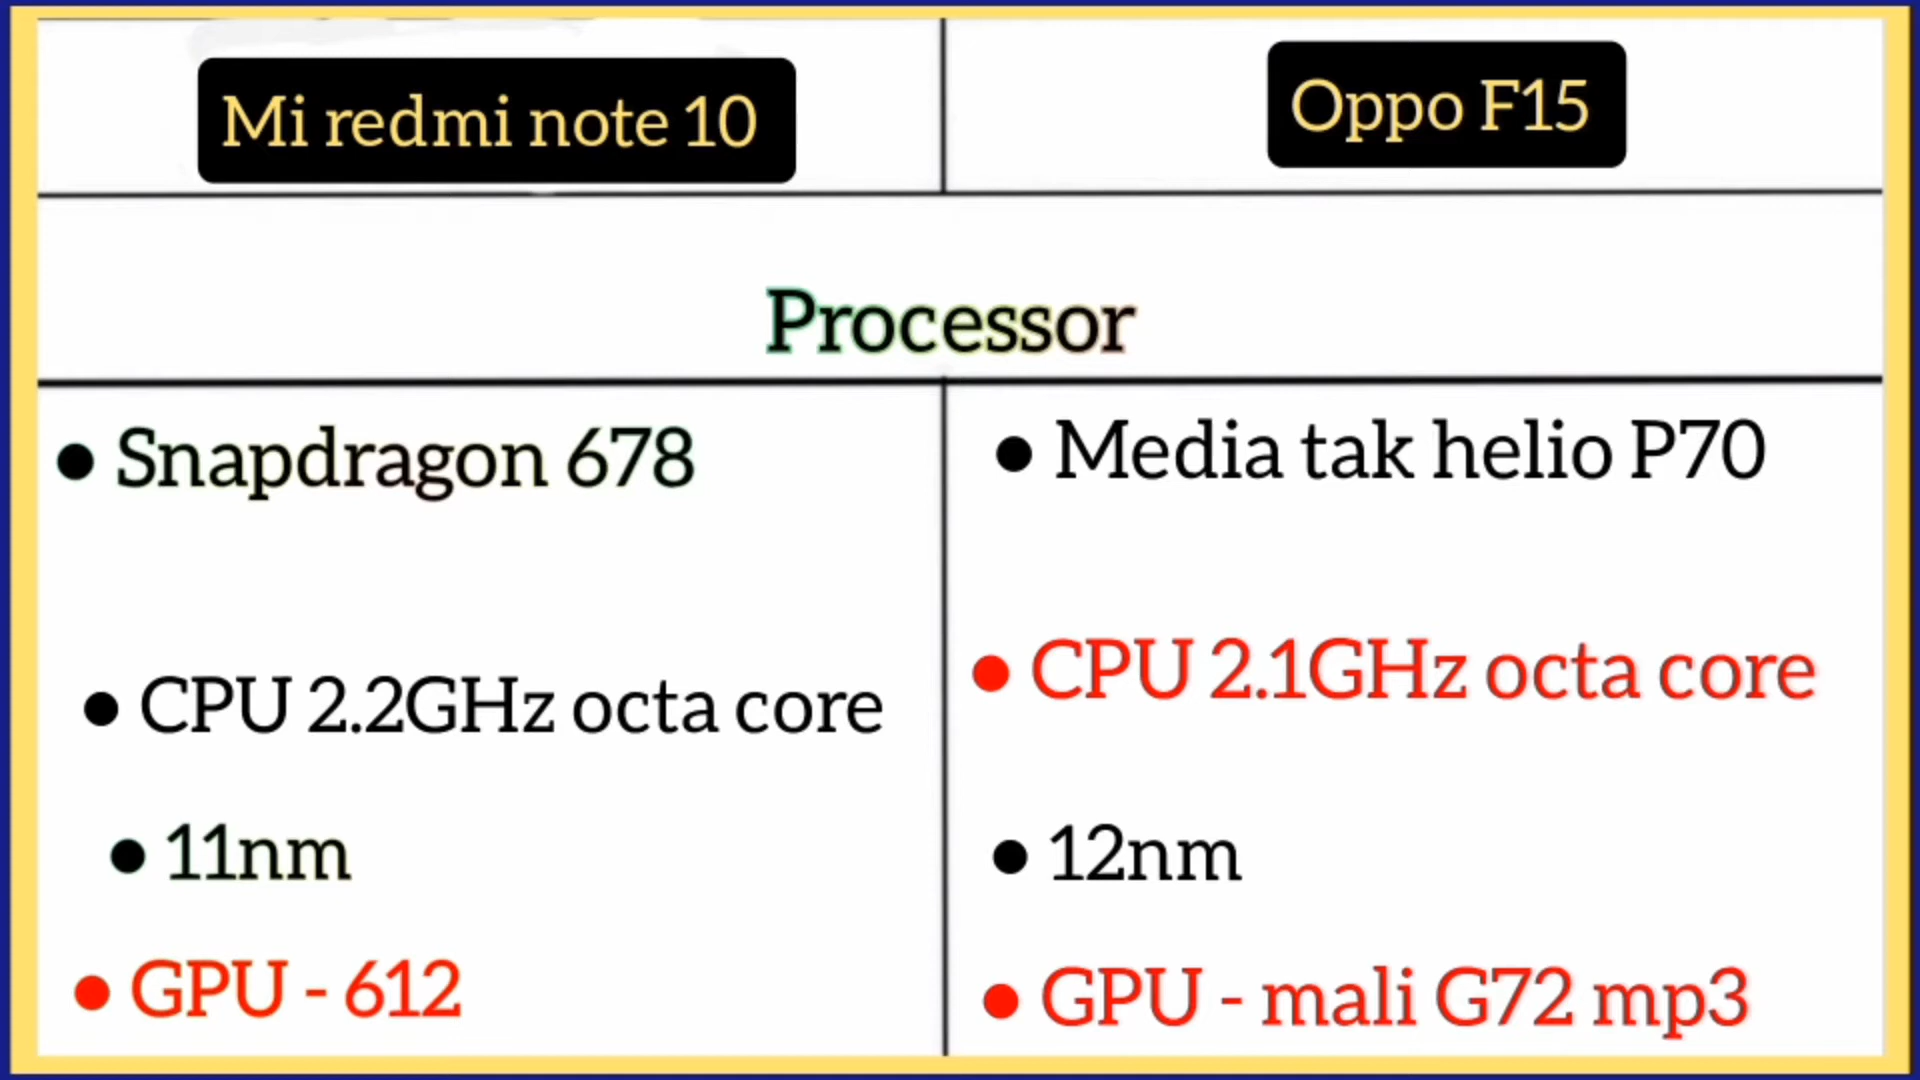 Mi redmi note 10
Oppo F15
Processor
● Snapdragon 678
● Media tak helio P70
● CPU 2.2GHz octa core
● CPU 2.1GHz octa core
● 11nm
● 12nm
● GPU - 612
● GPU - mali G72 mp3